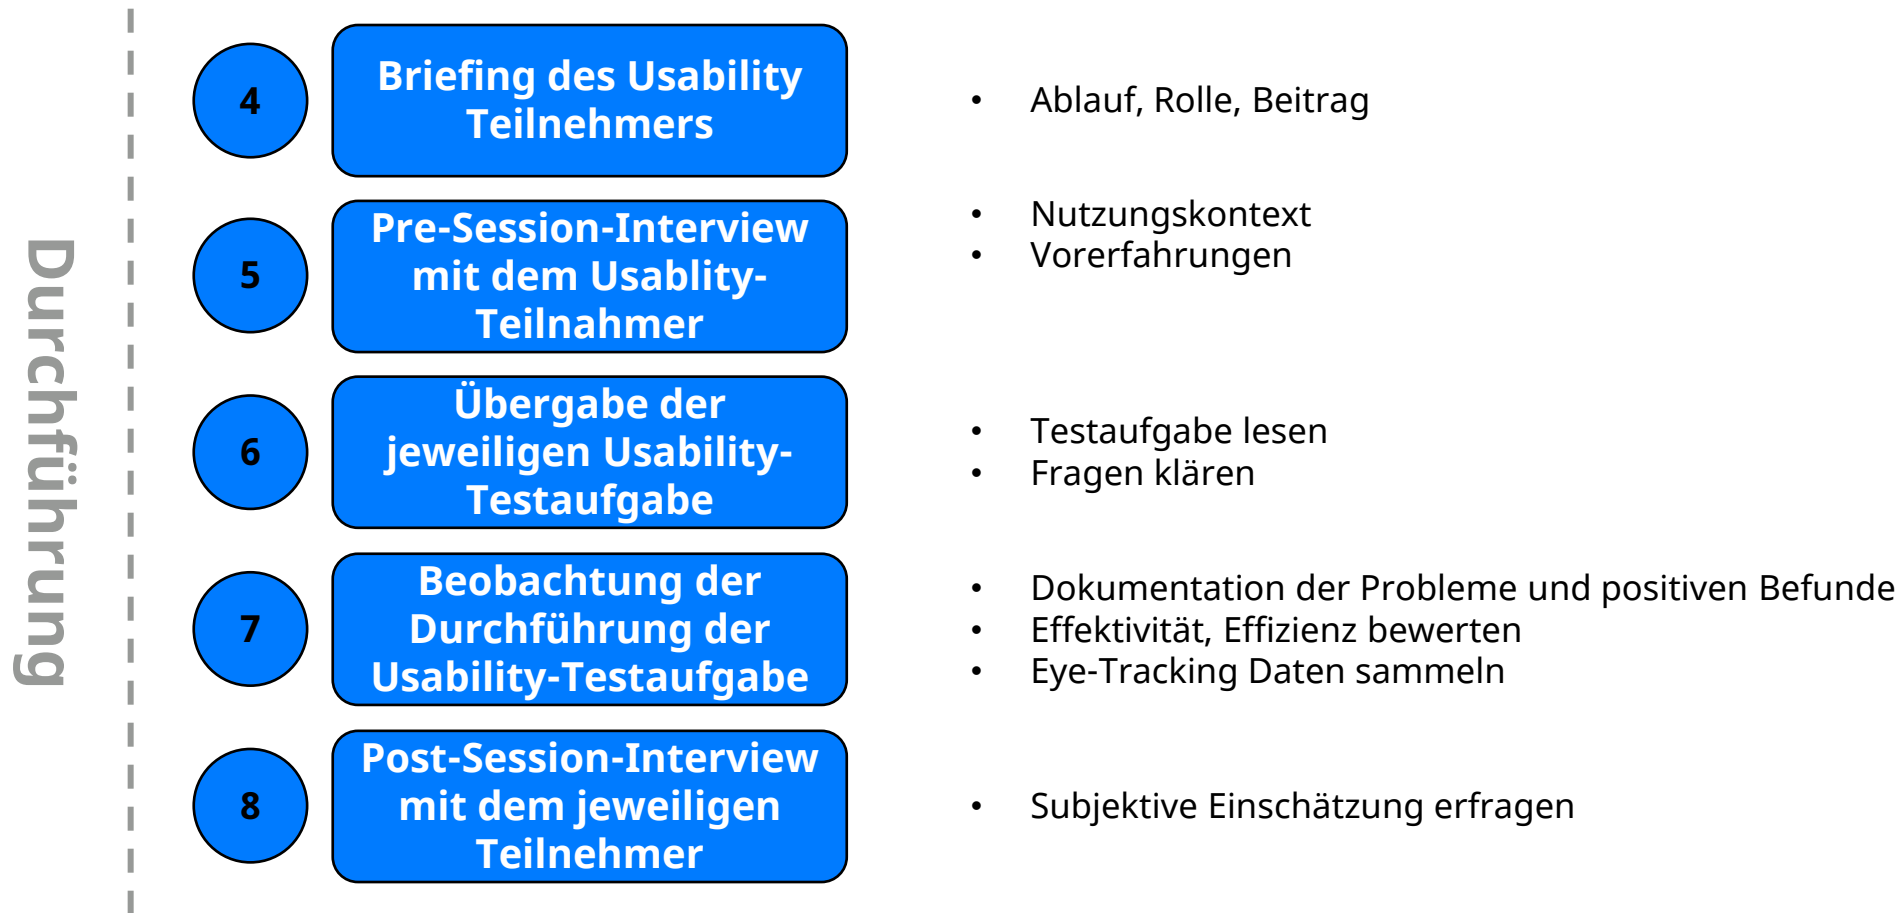 Durchführung
4
Briefing des Usability
Teilnehmers
• Ablauf, Rolle, Beitrag
5
Pre-Session-Interview
mit dem Usablity-
Teilnahmer
• Nutzungskontext
• Vorerfahrungen
6
Übergabe der
jeweiligen Usability-
Testaufgabe
• Testaufgabe lesen
• Fragen klären
7
Beobachtung der
Durchführung der
Usability-Testaufgabe
• Dokumentation der Probleme und positiven Befunde
• Effektivität, Effizienz bewerten
• Eye-Tracking Daten sammeln
8
Post-Session-Interview
mit dem jeweiligen
Teilnehmer
• Subjektive Einschätzung erfragen